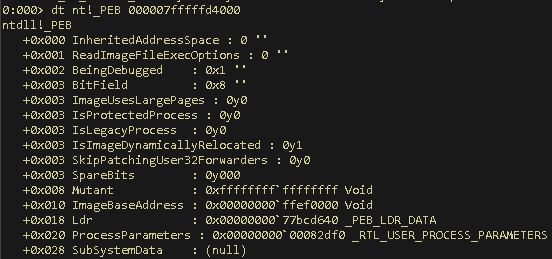 0:000> dt nt!_PEB 000007fffffd4000
ntdll!_PEB
+0x000 InheritedAddressSpace : 0 ''
+0x001 ReadImageFileExecOptions : 0 ''
+0x002 BeingDebugged : 0x1 ''
+0x003 BitField : 0x8 ''
+0x003 ImageUsesLargePages : 0y0
+0x003 IsProtectedProcess : 0y0
+0x003 IsLegacyProcess : 0y0
+0x003 IsImageDynamicallyRelocated : 0y1
+0x003 SkipPatchingUser32Forwarders : 0y0
+0x003 SpareBits : 0y000
+0x008 Mutant : 0xffffffff`ffffffff Void
+0x010 ImageBaseAddress : 0x00000000`ffef0000 Void
+0x018 Ldr : 0x00000000`77bcd640 _PEB_LDR_DATA
+0x020 ProcessParameters : 0x00000000`00082df0 _RTL_USER_PROCESS_PARAMETERS
+0x028 SubSystemData : (null)